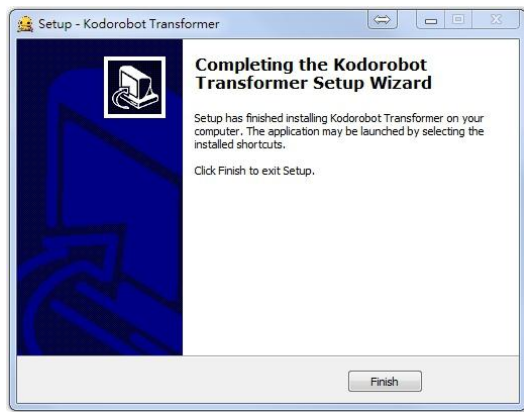 Setup - Kodorobot Transformer
Completing the Kodorobot
Transformer Setup Wizard
Setup has finished installing Kodorobot Transformer on your
computer. The application may be launched by selecting the
installed shortcuts.
Click Finish to exit Setup.
Finish